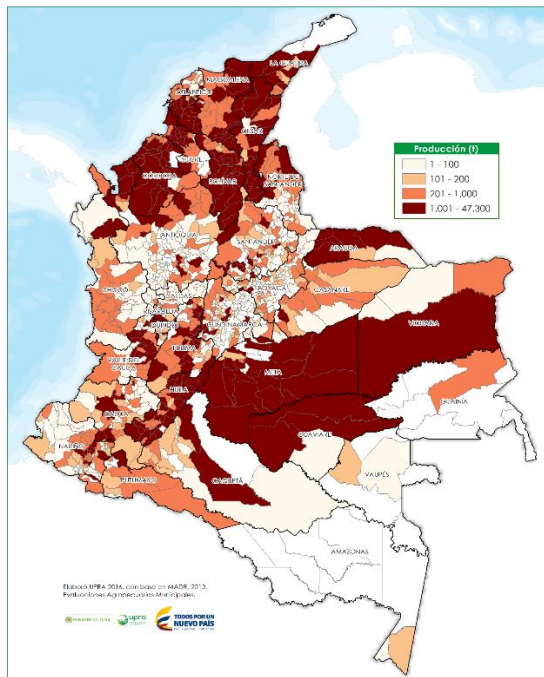 LA GUAJIRA
MAGDALENA
ATLÁNTICO
CESAR
SUCRE
CÓRDOBA
BOLÍVAR
NORTE DE
SANTANDER
ANTIOQUIA
SANTANDER
ARAUCA
CHOCÓ
CALDAS
BOYACÁ
CASANARE
RISARALDA
QUINDÍO
CUNDINAMARCA
VICHADA
TOLIMA
VALLE DEL
CAUCA
META
HUILA
GUAINÍA
CAUCA
GUAVIARE
NARIÑO
CAQUETÁ
VAUPÉS
PUTUMAYO
AMAZONAS
Producción (t)
1 - 100
101 - 200
201 - 1,000
1,001 - 47,300
Elaboró UPRA 2016, con base en MADR, 2013.
Evaluaciones Agropecuarias Municipales.
MINAGRICULTURA
upra
TODOS POR UN
NUEVO PAÍS